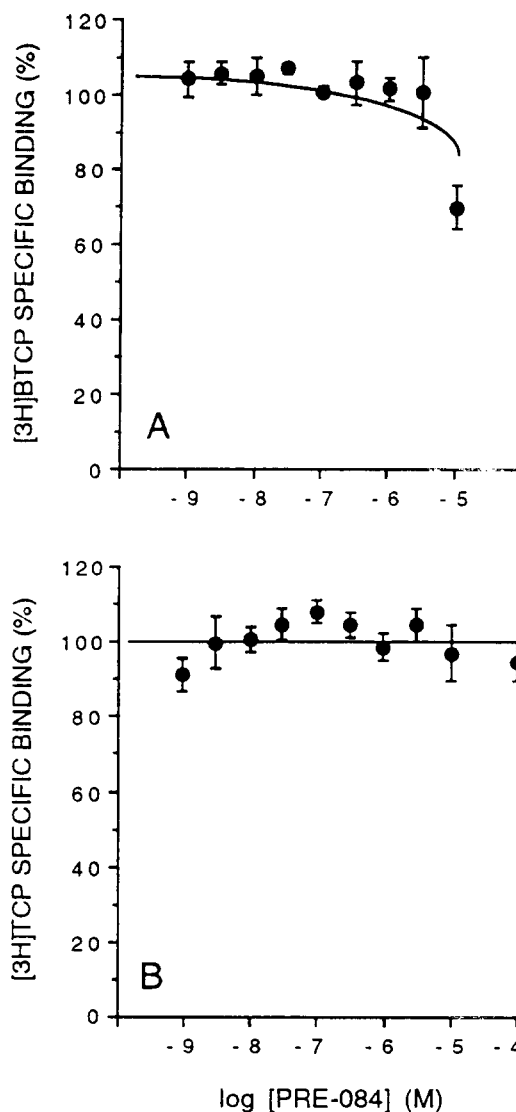 [3H]BTCP SPECIFIC BINDING (%)
120
100
80
60
40
20
0
A
- 9 - 8 - 7 - 6 - 5
[3H]TCP SPECIFIC BINDING (%)
120
100
80
60
40
20
0
B
- 9 - 8 - 7 - 6 - 5 - 4
log [PRE-084] (M)